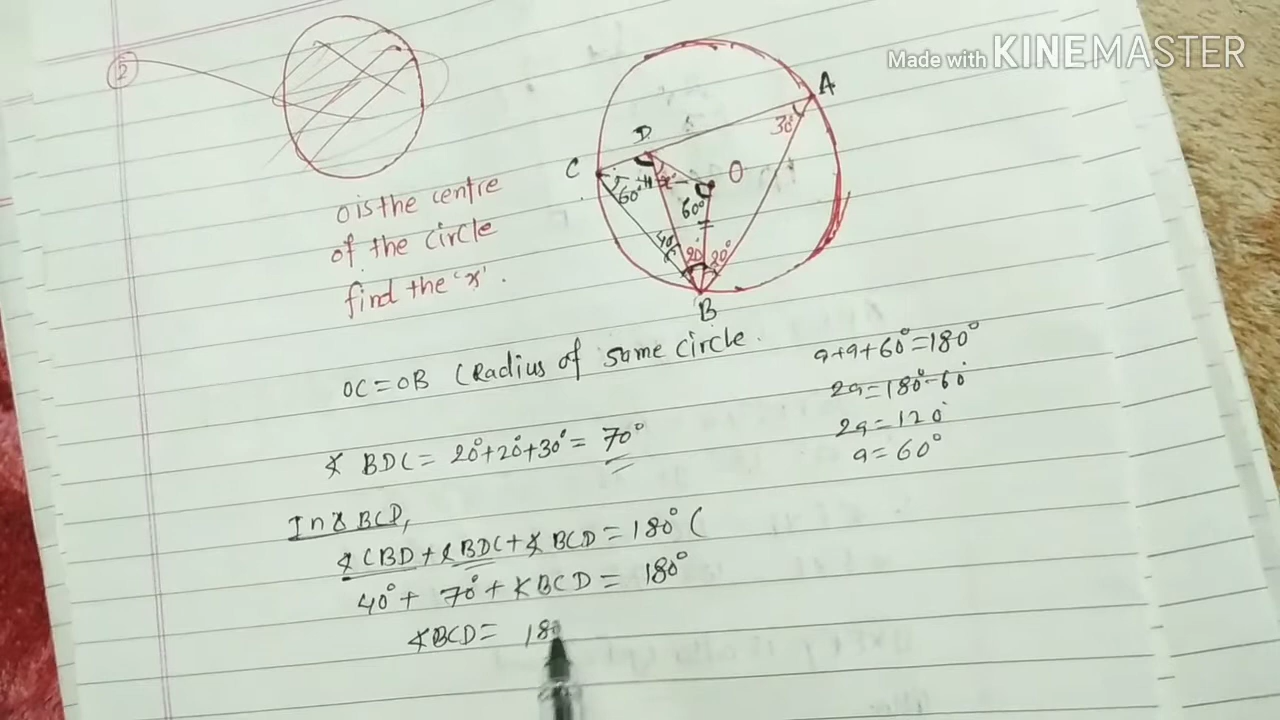 Made with KINEMASTER
2
O is the centre
of the circle
find the 'x'.
A
30°
D
C
O
60°
x
60°
40°
20°
20°
B
OC = OB (Radius of same circle.
a+a+60°=180°
2a=180°-60°
2a=120°
a=60°
∡ BDC = 20°+20°+30° = 70°
In ∆ BCD,
∡CBD + ∡BDC + ∡BCD = 180° (
40° + 70° + ∡BCD = 180°
∡BCD = 180